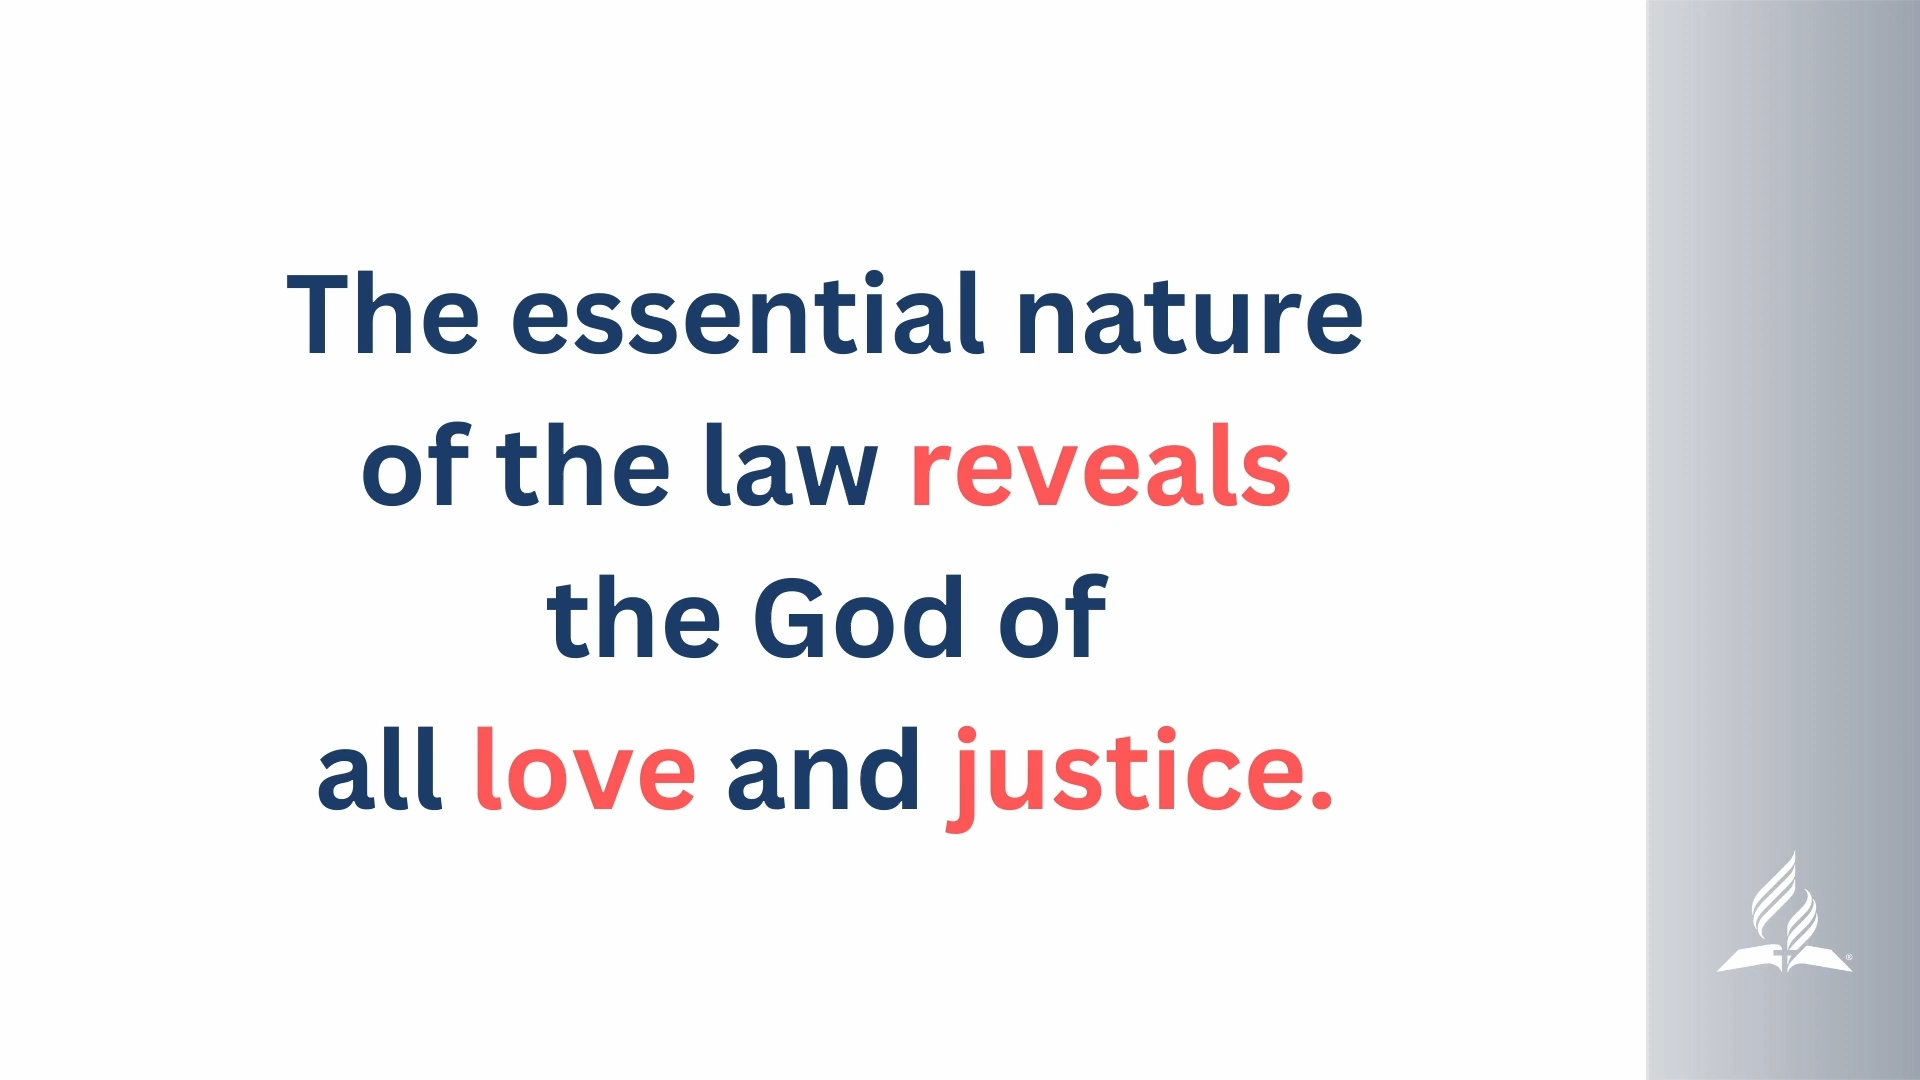 The essential nature
of the law reveals
the God of
all love and justice.
®